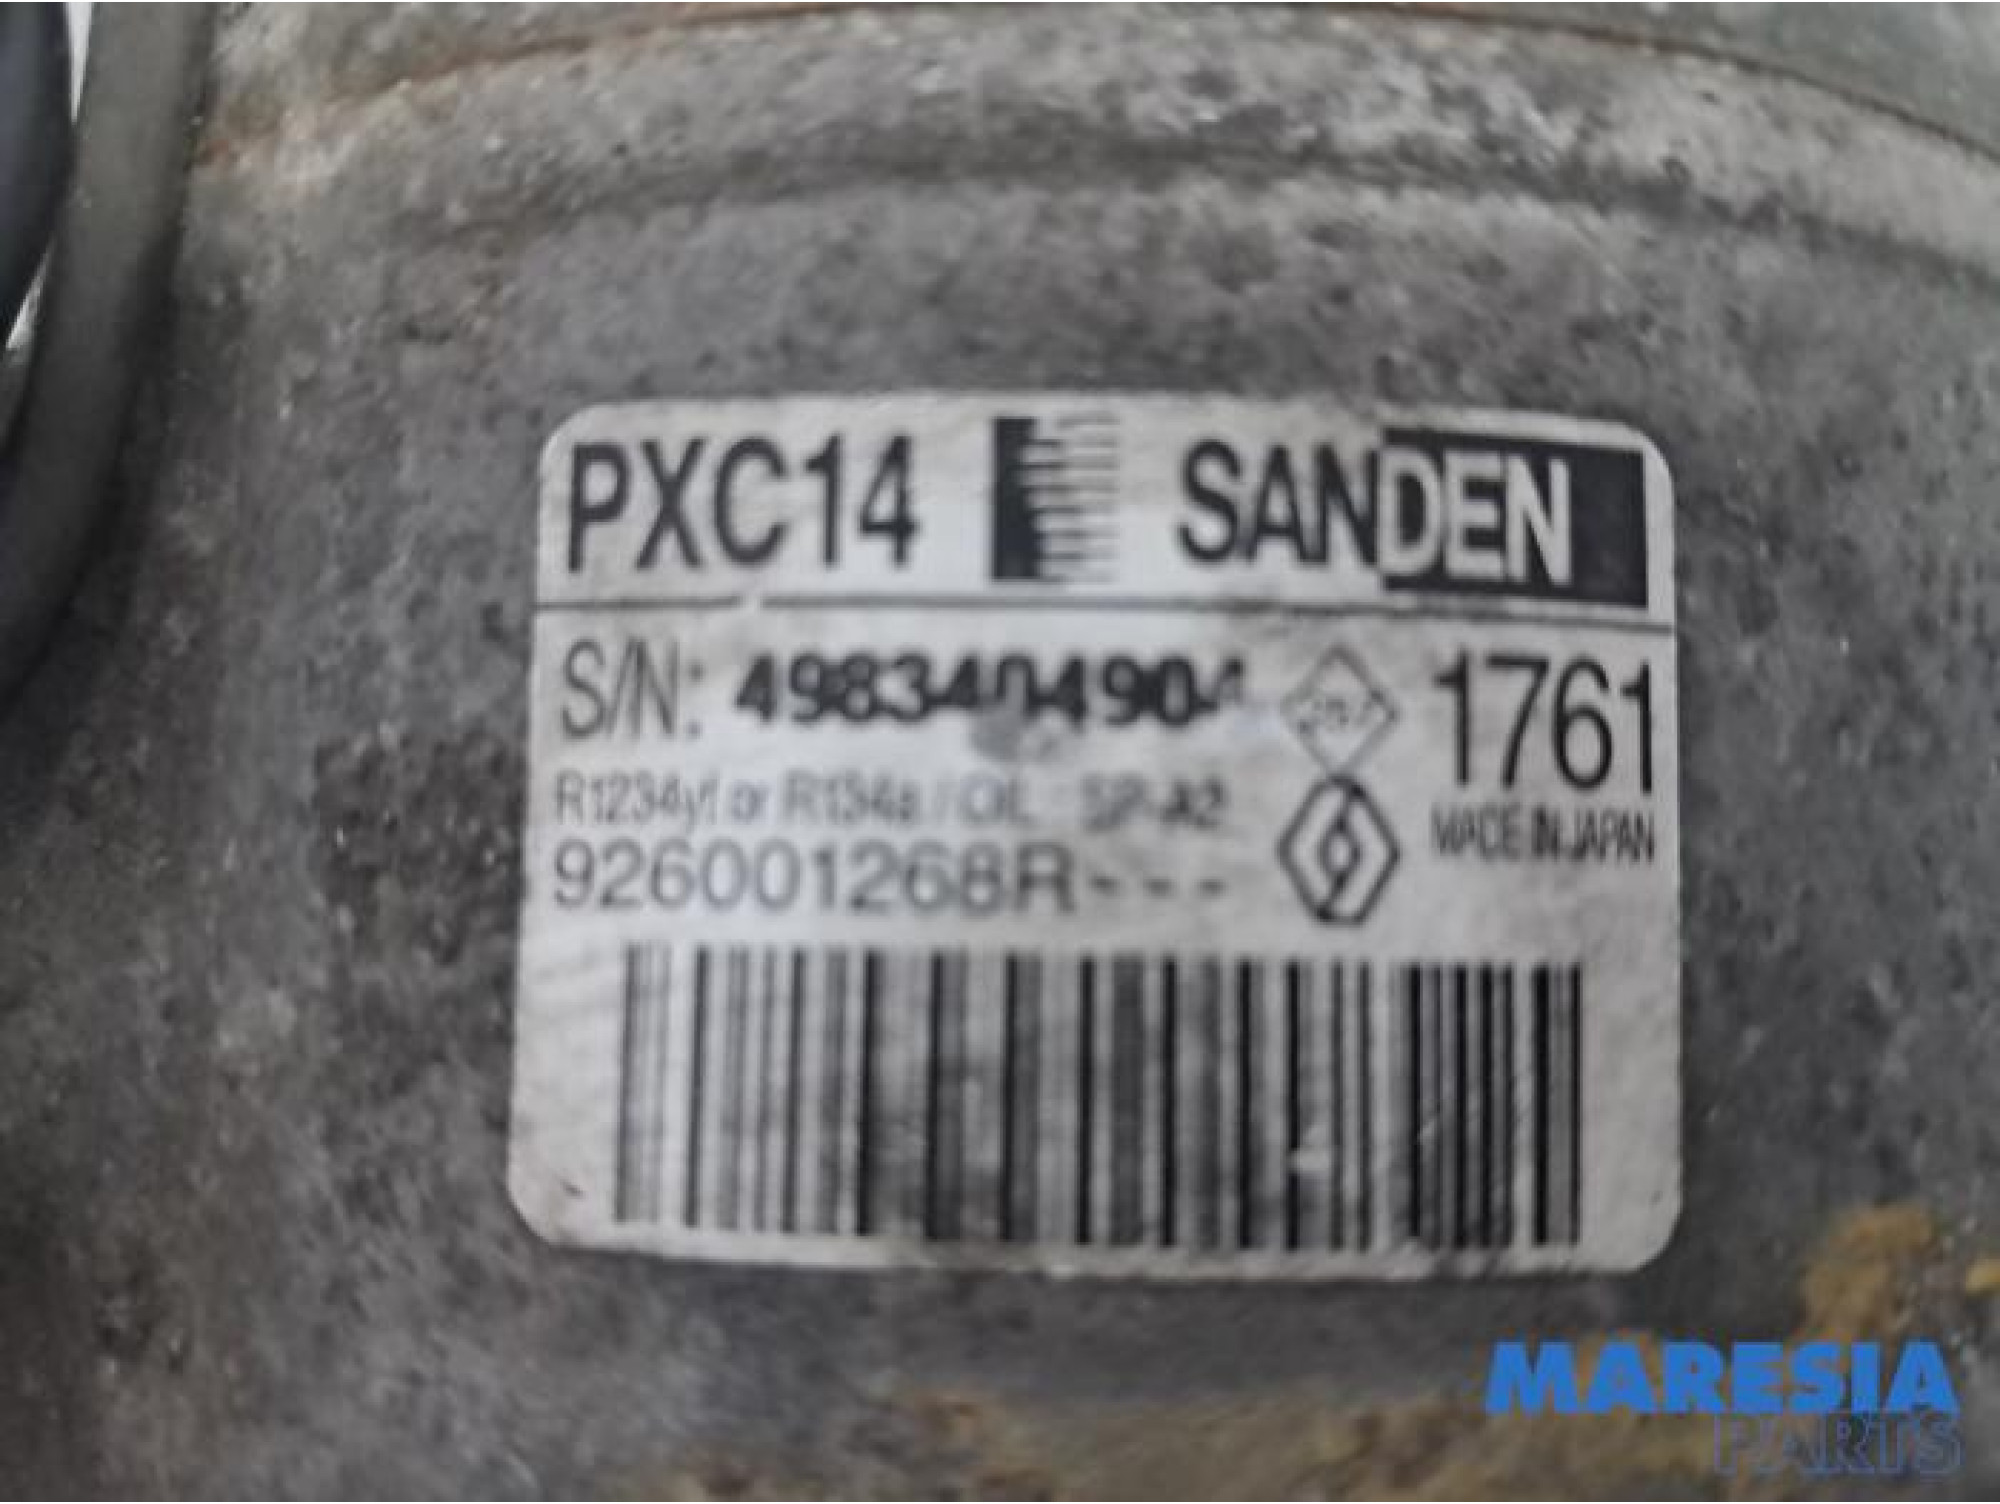 PXC14 SANDEN
S/N: 4983404904 1761
R1234yf or R134a / OIL : SP-A2
MADE IN JAPAN
926001268R---
MARESIA
PARTS